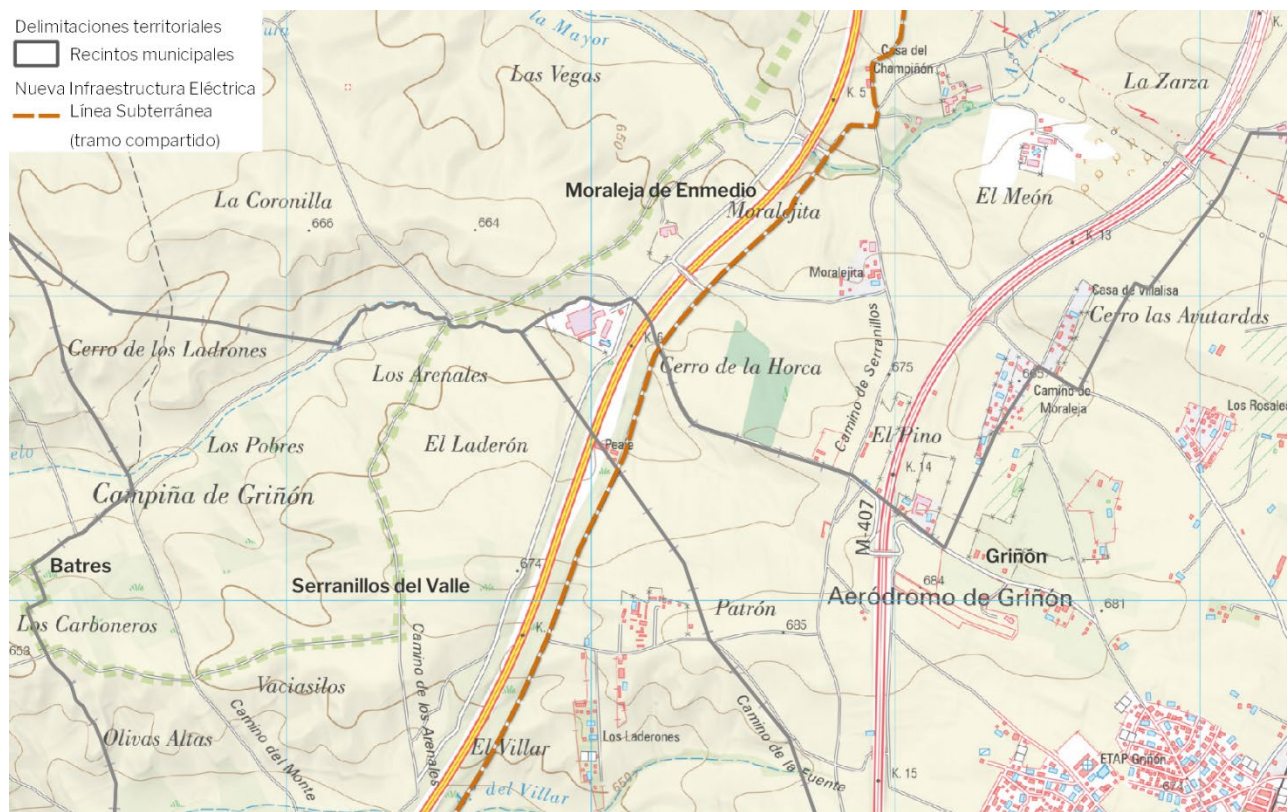 Delimitaciones territoriales
Recintos municipales
Nueva Infraestructura Eléctrica
Línea Subterránea
(tramo compartido)
la Mayor
Las Vegas
650
K. 5
Casa del
Champiñón
La Zarza
K.
La Coronilla
666
664
Moraleja de Enmedio
Moralejita
El Meón
K. 13
Moralejita
Casa de Villalisa
Cerro las Avutardas
Cerro de los Ladrones
Los Arenales
K. 6
Cerro de la Horca
Camino de Serranillos
675
Camino de
Moraleja
Los Pobres
El Laderón
Peaje
El Pino
K. 14
Campiña de Griñón
M-407
Batres
Serranillos del Valle
674
Griñón
684
Aeródromo de Griñón
681
Los Carboneros
653
K.
Patrón
685
Vaciasilos
Camino de los Arenales
Olivas Altas
Camino del Monte
El Villar
Los Laderones
Camino de la Fuente
ETAP Griñón
674
K. 15
650
del Villar